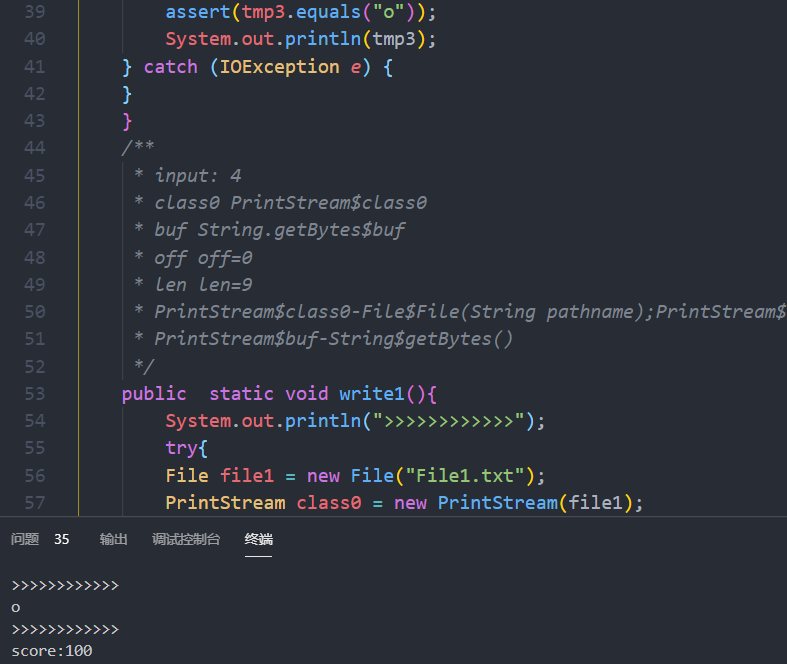 39 assert(tmp3.equals("o"));
40 System.out.println(tmp3);
41 } catch (IOException e) {
42 }
43 }
44 /**
45 * input: 4
46 * class0 PrintStream$class0
47 * buf String.getBytes$buf
48 * off off=0
49 * len len=9
50 * PrintStream$class0-File$File(String pathname);PrintStream$
51 * PrintStream$buf-String$getBytes()
52 */
53 public  static void write1(){
54 System.out.println(">>>>>>>>>>>>");
55 try{
56 File file1 = new File("File1.txt");
57 PrintStream class0 = new PrintStream(file1);
问题 35 输出 调试控制台 终端
>>>>>>>>>>>>
o
>>>>>>>>>>>>
score:100